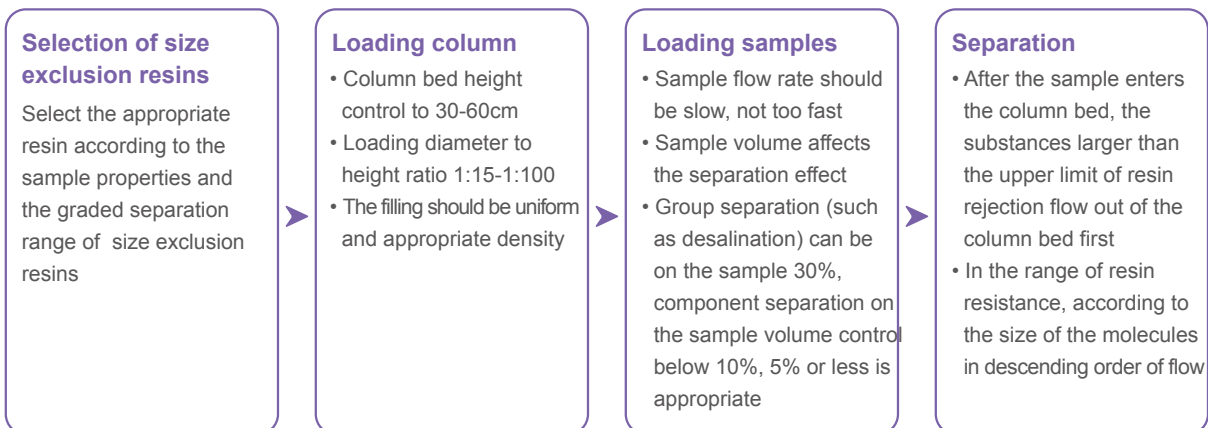 Selection of size
exclusion resins
Select the appropriate
resin according to the
sample properties and
the graded separation
range of size exclusion
resins
Loading column
• Column bed height
control to 30-60cm
• Loading diameter to
height ratio 1:15-1:100
• The filling should be uniform
and appropriate density
Loading samples
• Sample flow rate should
be slow, not too fast
• Sample volume affects
the separation effect
• Group separation (such
as desalination) can be
on the sample 30%,
component separation on
the sample volume control
below 10%, 5% or less is
appropriate
Separation
• After the sample enters
the column bed, the
substances larger than
the upper limit of resin
rejection flow out of the
column bed first
• In the range of resin
resistance, according to
the size of the molecules
in descending order of flow